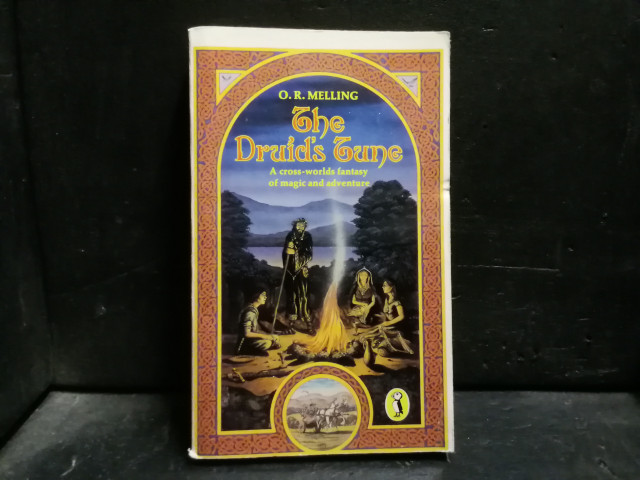 O. R. MELLING
The
Druid's Tune
A cross-worlds fantasy
of magic and adventure